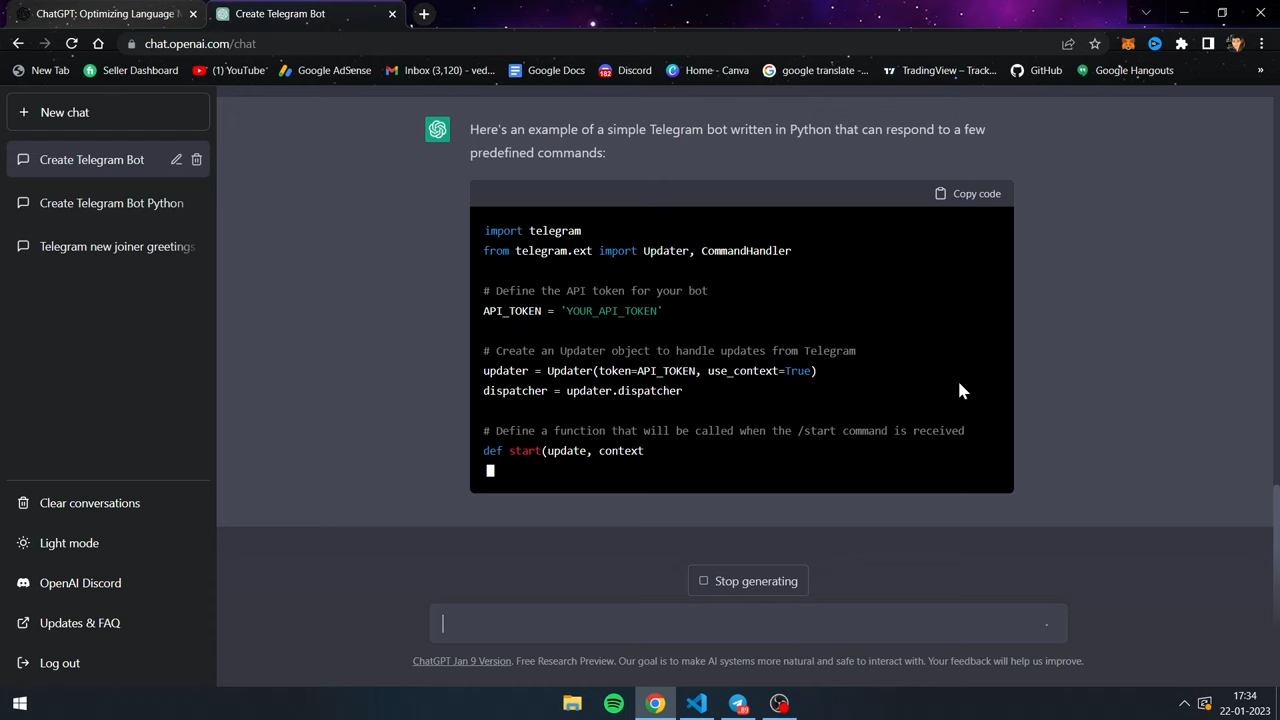 ChatGPT: Optimizing Language M
Create Telegram Bot
chat.openai.com/chat
New Tab
Seller Dashboard
(1) YouTube
Google AdSense
Inbox (3,120) - ved...
Google Docs
182
Discord
Home - Canva
google translate -...
TradingView – Track...
GitHub
Google Hangouts
»
New chat
Create Telegram Bot
Create Telegram Bot Python
Telegram new joiner greetings
Clear conversations
Light mode
OpenAI Discord
Updates & FAQ
Log out
Here's an example of a simple Telegram bot written in Python that can respond to a few
predefined commands:
Copy code
import telegram
from telegram.ext import Updater, CommandHandler
# Define the API token for your bot
API_TOKEN = 'YOUR_API_TOKEN'
# Create an Updater object to handle updates from Telegram
updater = Updater(token=API_TOKEN, use_context=True)
dispatcher = updater.dispatcher
# Define a function that will be called when the /start command is received
def start(update, context
Stop generating
ChatGPT Jan 9 Version. Free Research Preview. Our goal is to make AI systems more natural and safe to interact with. Your feedback will help us improve.
89
17:34
22-01-2023